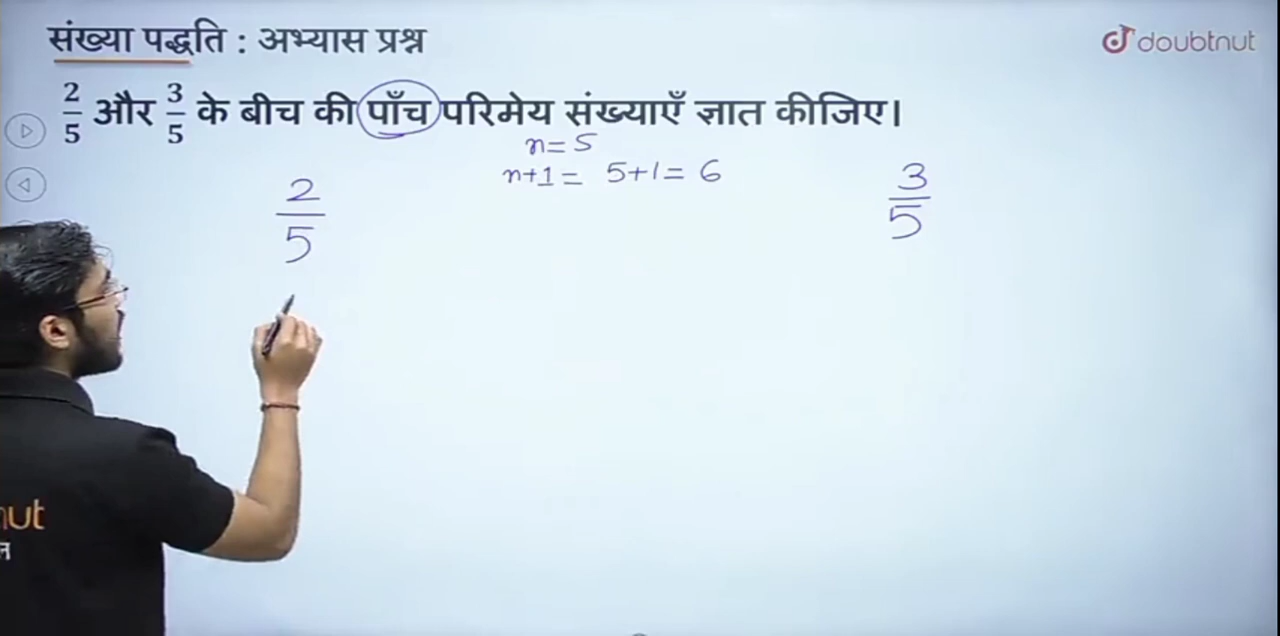 संख्या पद्धति : अभ्यास प्रश्न
doubtnut
2/5 और 3/5 के बीच की पाँच परिमेय संख्याएँ ज्ञात कीजिए।
n=5
n+1= 5+1= 6
2/5
3/5
nut